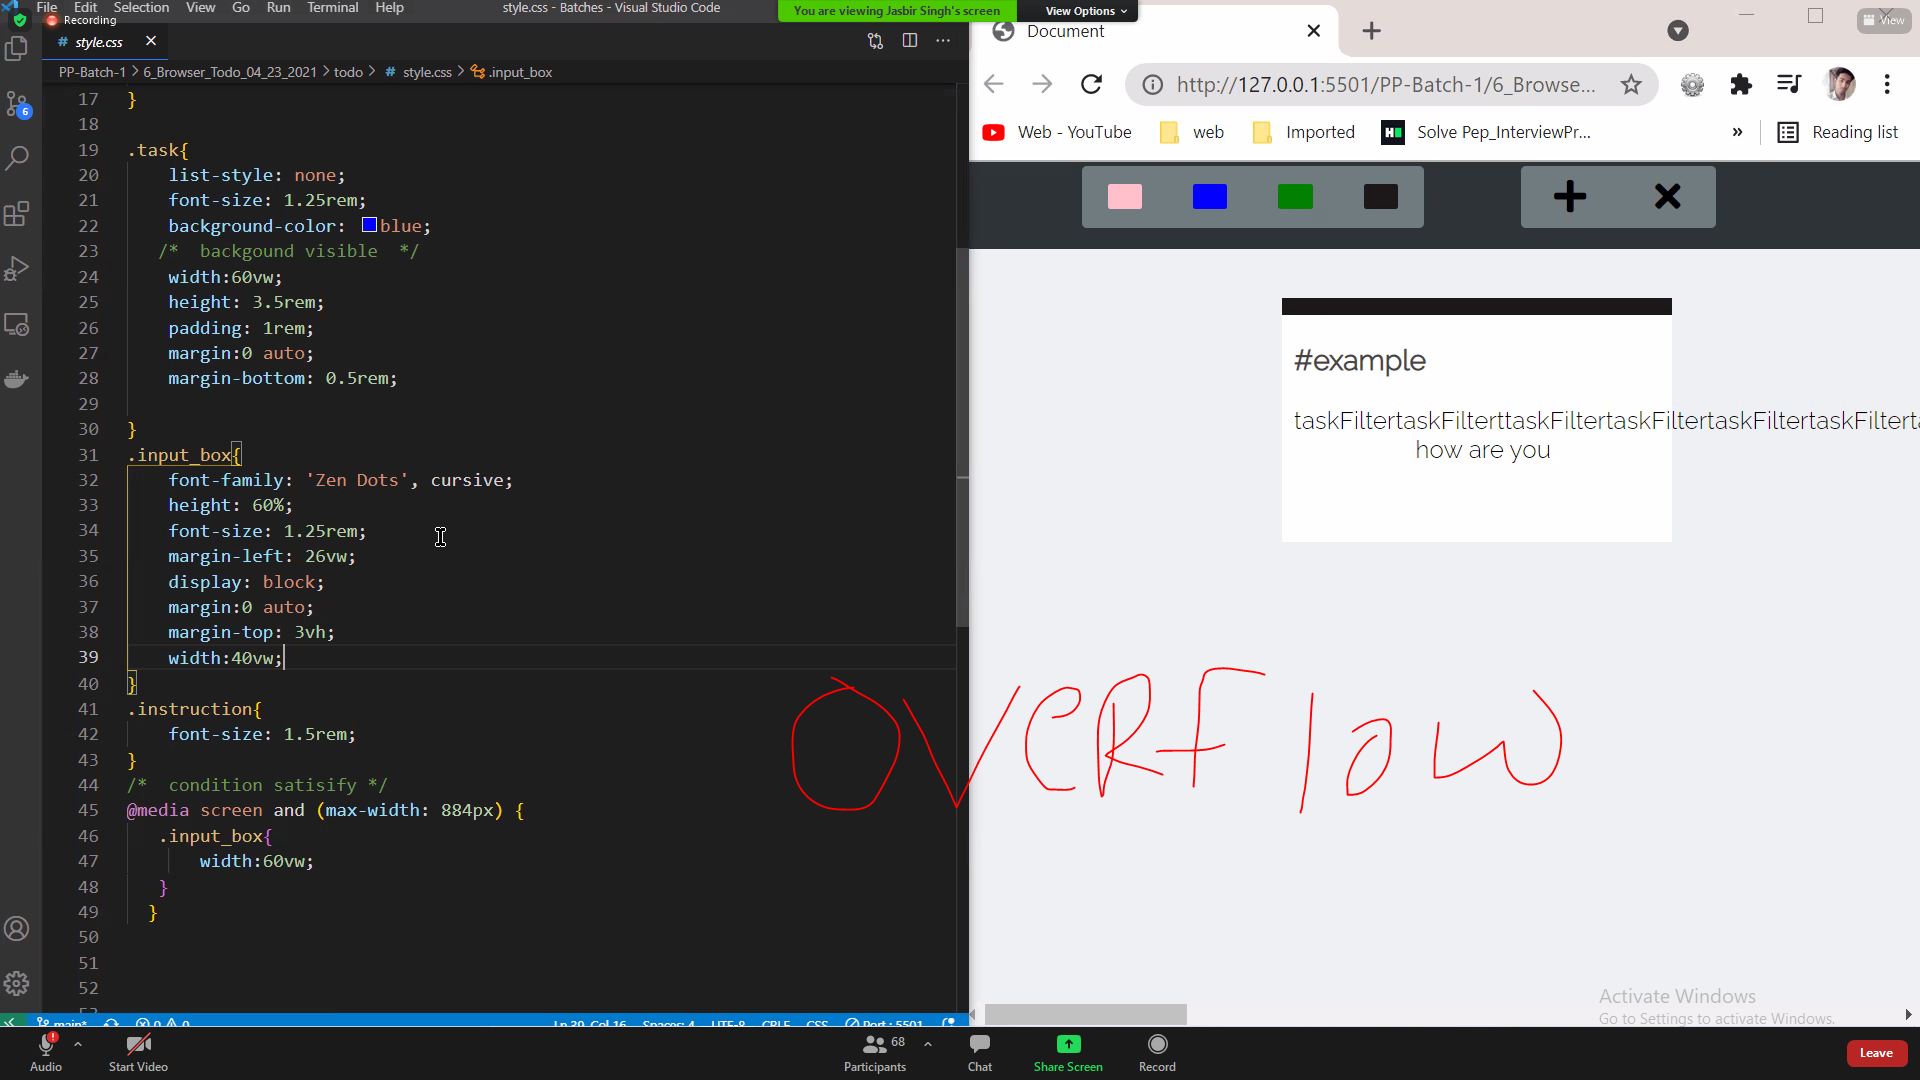 File Edit Selection View Go Run Terminal Help
style.css - Batches - Visual Studio Code
You are viewing Jasbir Singh's screen
View Options
View
Recording
# style.css
Document
PP-Batch-1 > 6_Browser_Todo_04_23_2021 > todo > # style.css > .input_box
http://127.0.0.1:5501/PP-Batch-1/6_Browse...
6
Web - YouTube web Imported Solve Pep_InterviewPr... » Reading list
17 }
18
19 .task{
20 list-style: none;
21 font-size: 1.25rem;
22 background-color: blue;
23 /* backgound visible */
24 width:60vw;
25 height: 3.5rem;
26 padding: 1rem;
27 margin:0 auto;
28 margin-bottom: 0.5rem;
29
30 }
31 .input_box{
32 font-family: 'Zen Dots', cursive;
33 height: 60%;
34 font-size: 1.25rem;
35 margin-left: 26vw;
36 display: block;
37 margin:0 auto;
38 margin-top: 3vh;
39 width:40vw;
40 }
41 .instruction{
42 font-size: 1.5rem;
43 }
44 /* condition satisify */
45 @media screen and (max-width: 884px) {
46 .input_box{
47 width:60vw;
48 }
49 }
50
51
52
#example
taskFiltertaskFilterttaskFiltertaskFiltertaskFiltertaskFiltert
how are you
OVERFlow
Activate Windows
Go to Settings to activate Windows.
main* 0 0 Ln 39, Col 16 Spaces: 4 UTF-8 CRLF CSS Port : 5501
Audio Start Video Participants 68 Chat Share Screen Record Leave